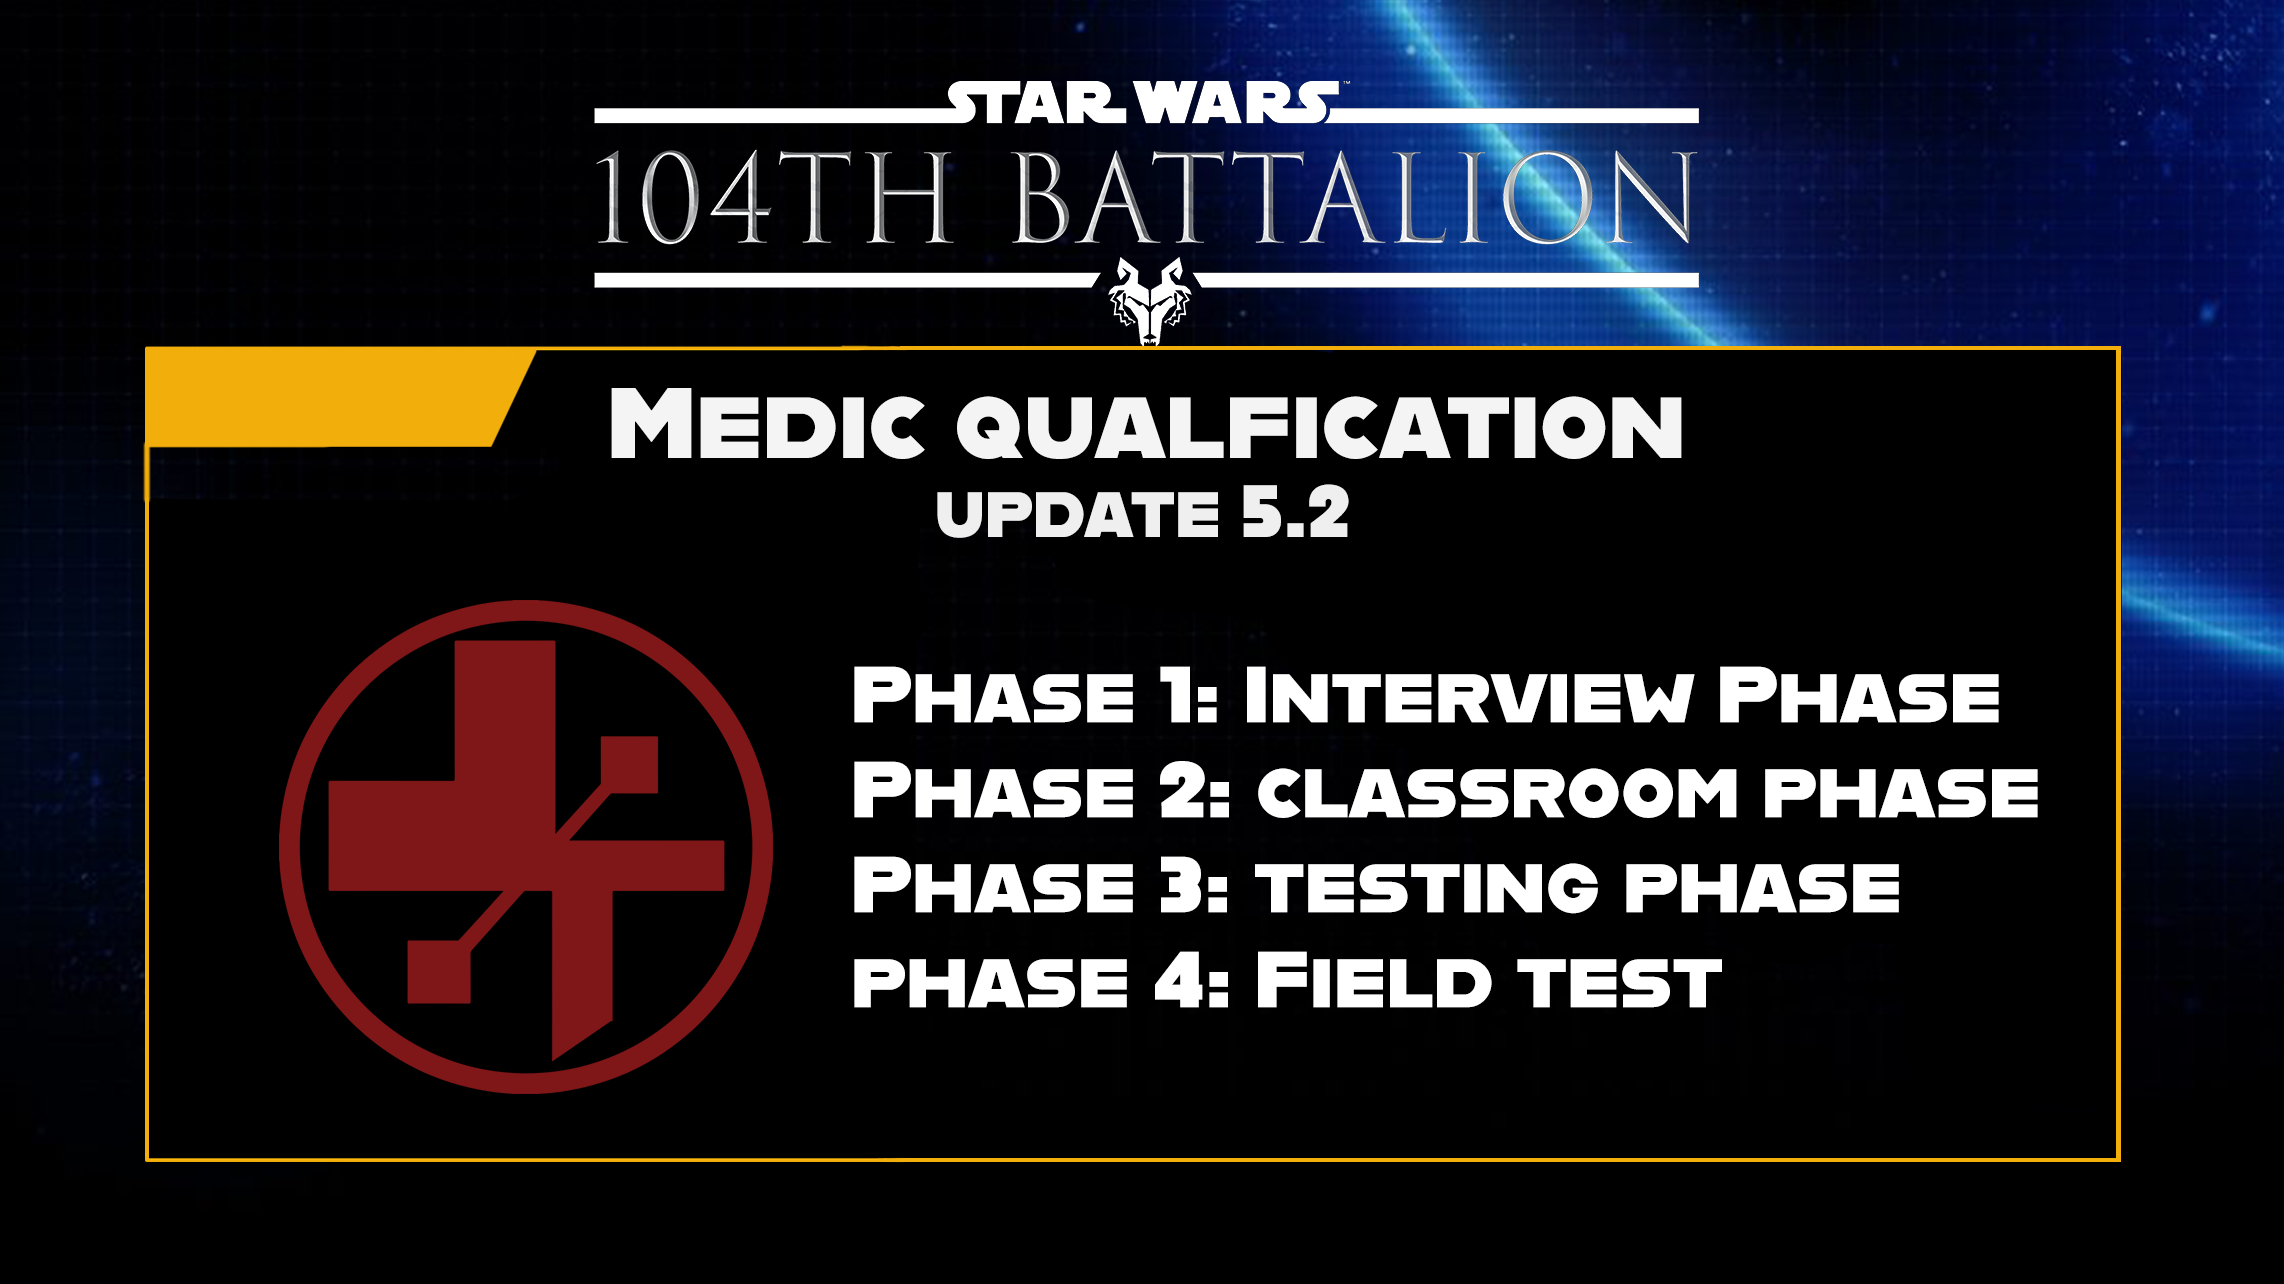 STAR WARS™
104TH BATTALION
MEDIC QUALFICATION
UPDATE 5.2
PHASE 1: INTERVIEW PHASE
PHASE 2: CLASSROOM PHASE
PHASE 3: TESTING PHASE
PHASE 4: FIELD TEST